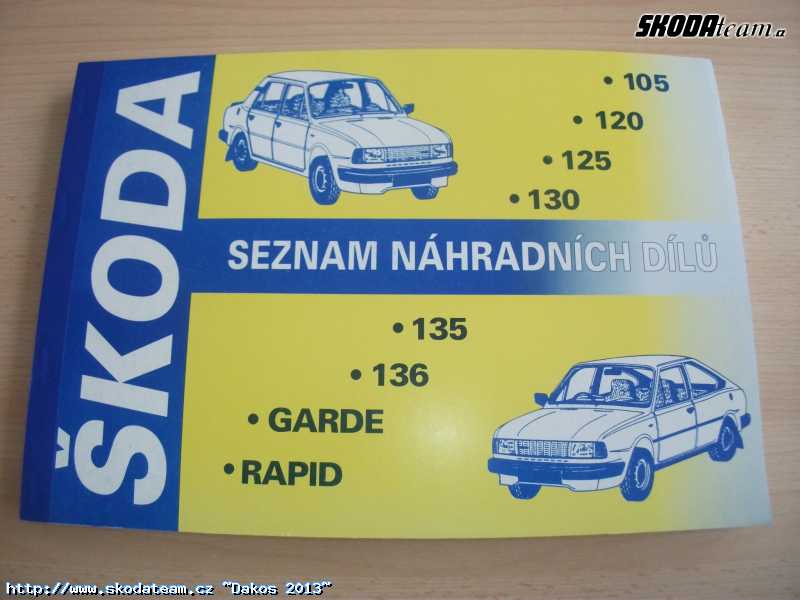 SKODAteam.cz
ŠKODA
• 105
• 120
• 125
• 130
SEZNAM NÁHRADNÍCH DÍLŮ
• 135
• 136
• GARDE
• RAPID
http://www.skodateam.cz ~Dakos 2013~